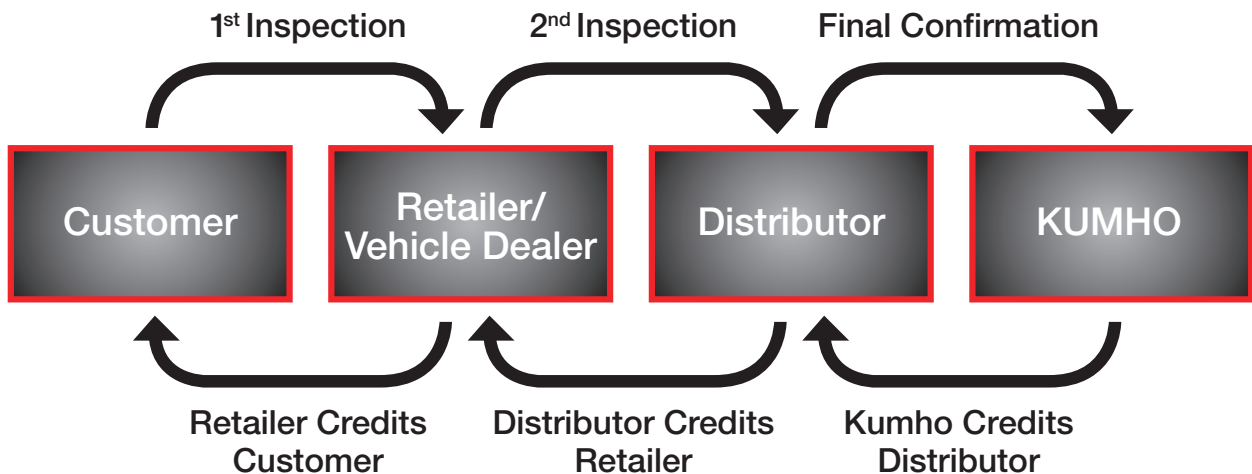 1st Inspection
2nd Inspection
Final Confirmation
Customer
Retailer/
Vehicle Dealer
Distributor
KUMHO
Retailer Credits
Customer
Distributor Credits
Retailer
Kumho Credits
Distributor